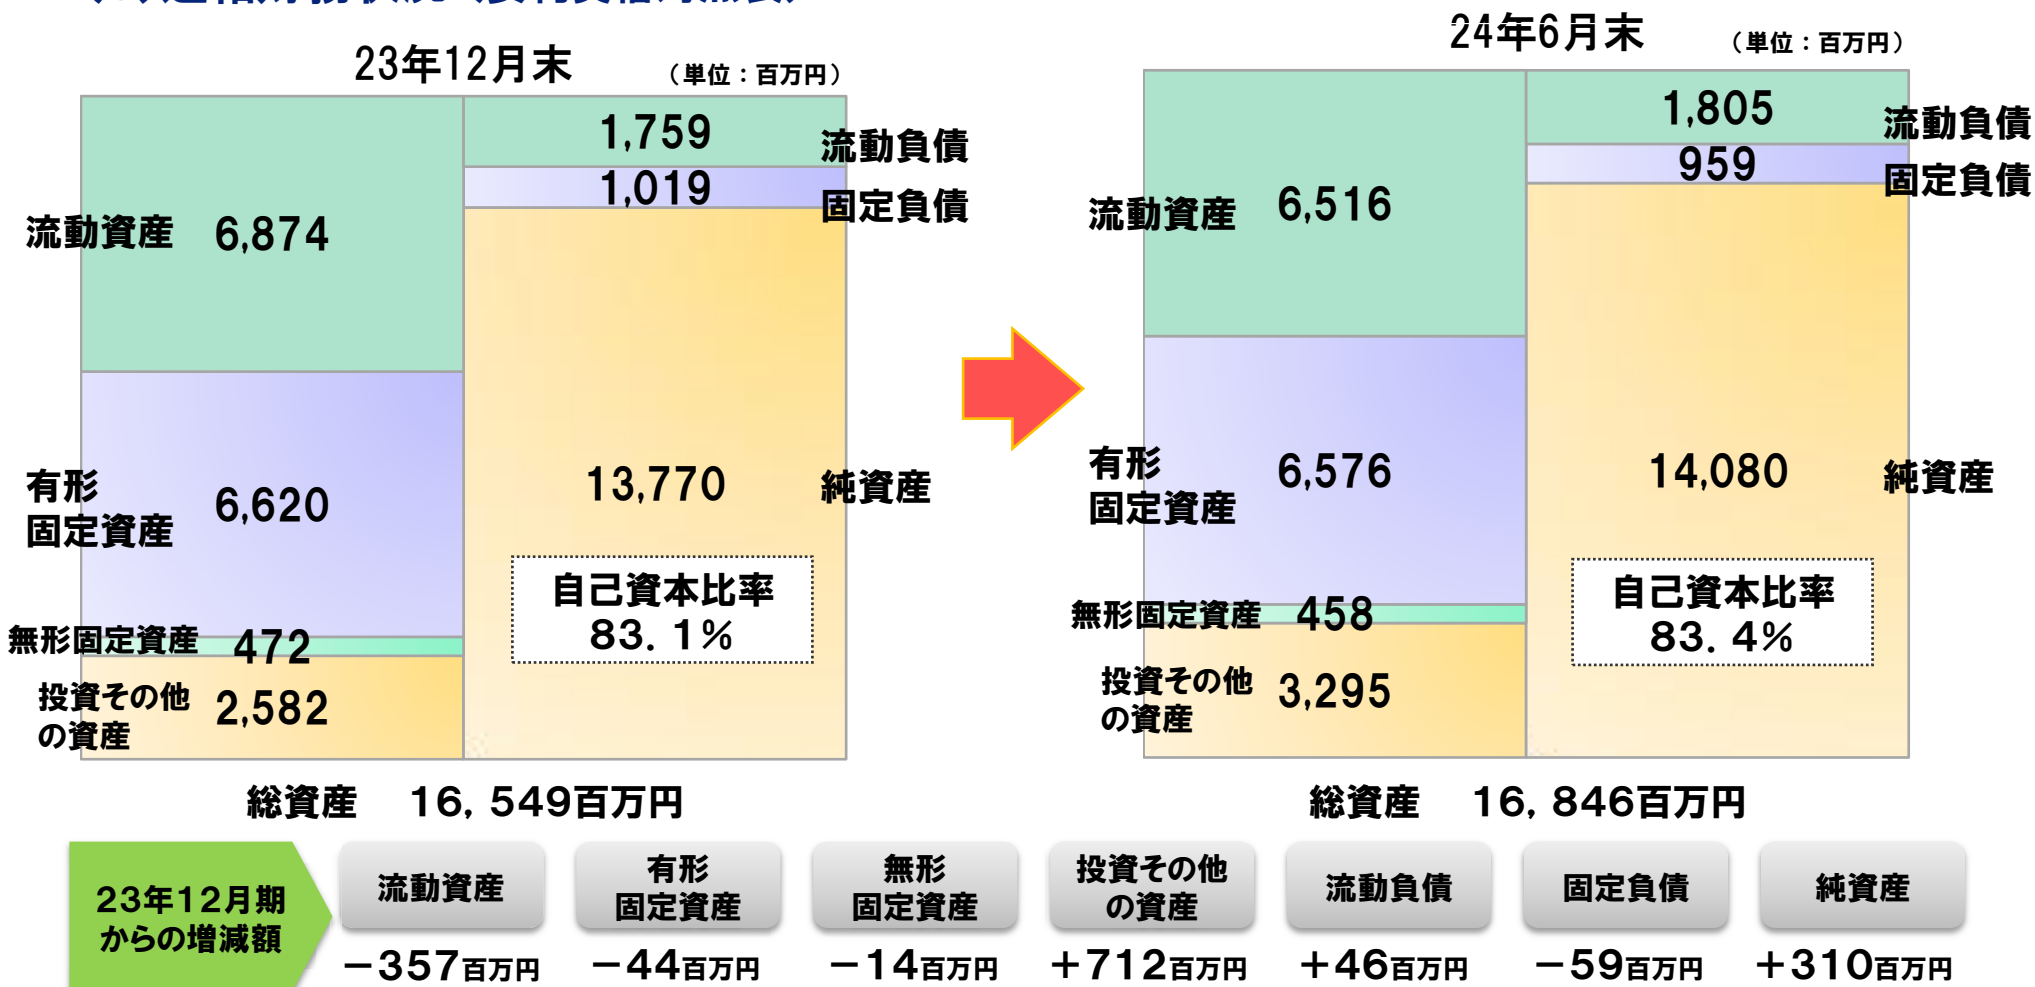 23年12月末
（単位：百万円）
流動資産 6,874
有形
固定資産
6,620
無形固定資産 472
投資その他
の資産
2,582
1,759
流動負債
1,019
固定負債
13,770
純資産
自己資本比率
83.1%
総資産 16,549百万円
24年6月末
（単位：百万円）
流動資産 6,516
有形
固定資産
6,576
無形固定資産 458
投資その他
の資産
3,295
1,805
流動負債
959
固定負債
14,080
純資産
自己資本比率
83.4%
総資産 16,846百万円
23年12月期
からの増減額
流動資産
－357百万円
有形
固定資産
－44百万円
無形
固定資産
－14百万円
投資その他
の資産
＋712百万円
流動負債
＋46百万円
固定負債
－59百万円
純資産
＋310百万円